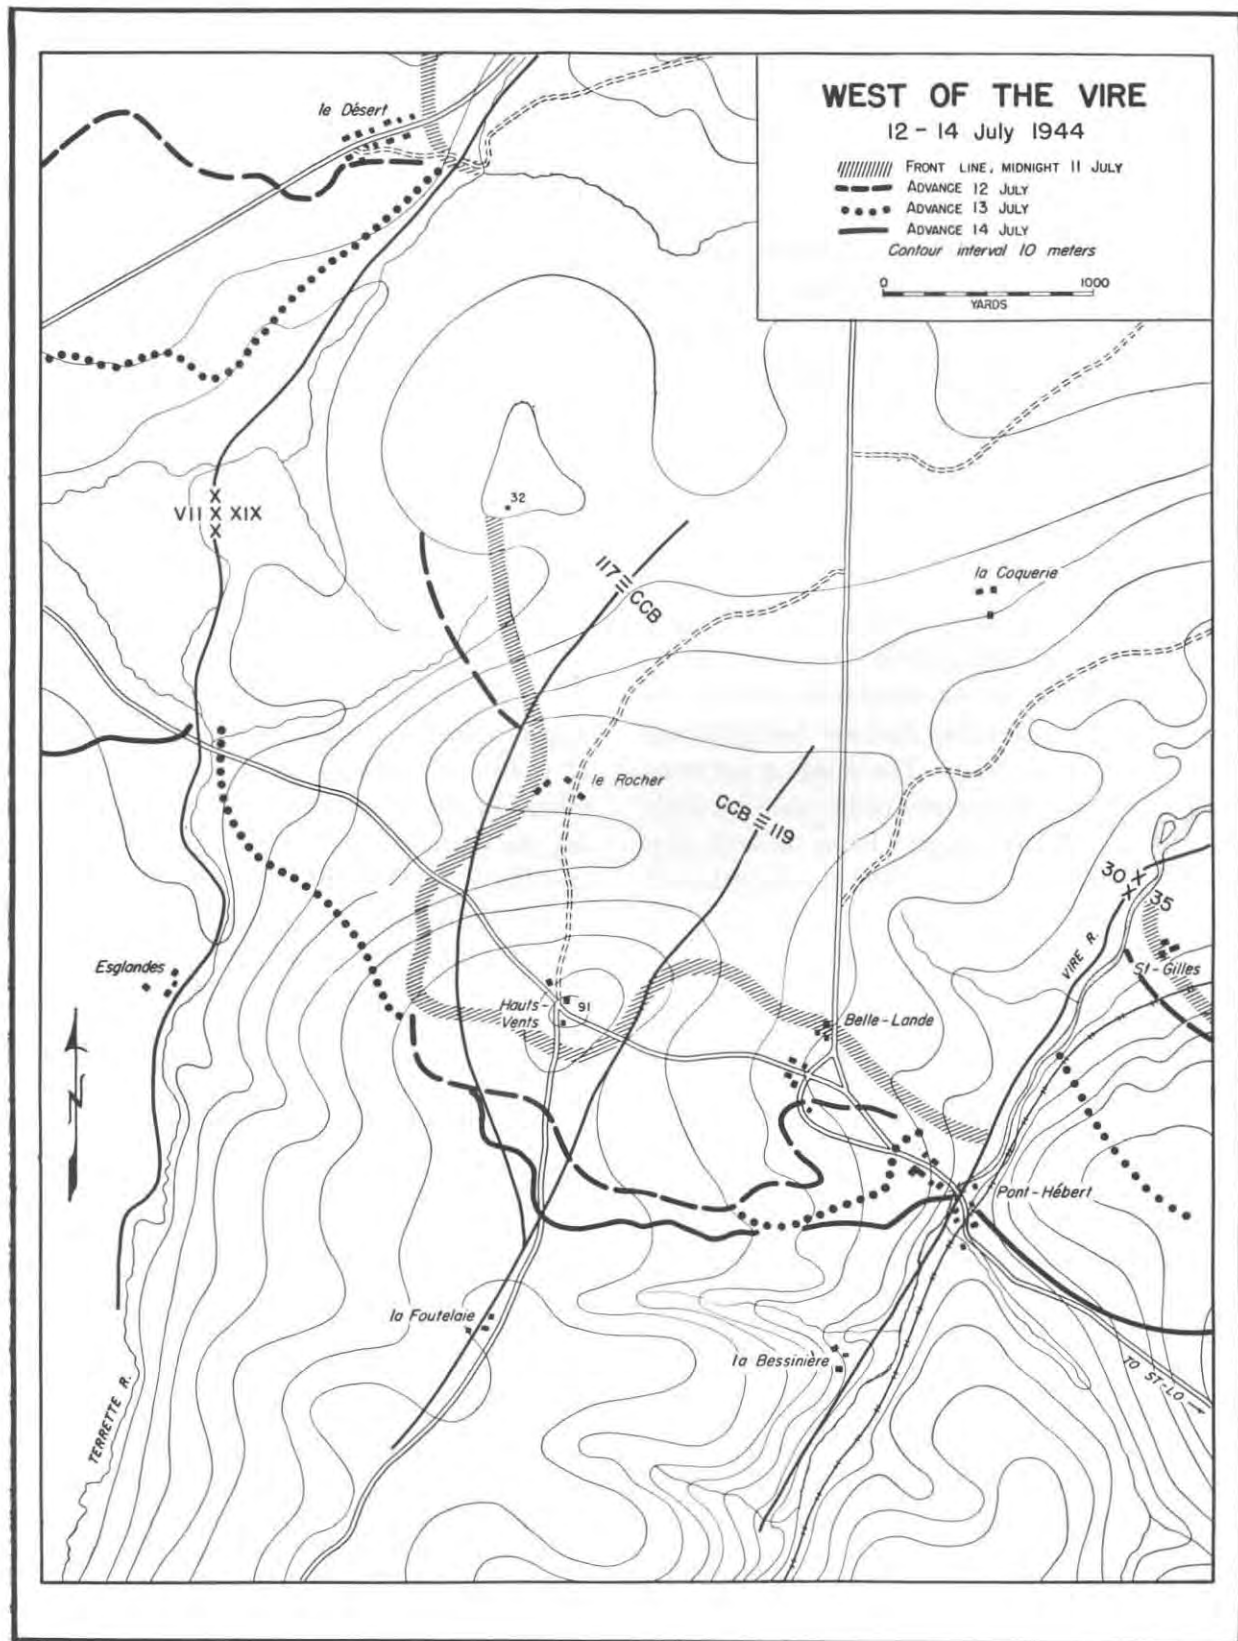 WEST OF THE VIRE
12 – 14 July 1944
FRONT LINE, MIDNIGHT 11 JULY
ADVANCE 12 JULY
ADVANCE 13 JULY
ADVANCE 14 JULY
Contour interval 10 meters
0 1000
YARDS
le Désert
32
VII XXX XIX
117 CCB
la Coquerie
le Rocher
CCB 119
30 XX 35
VIRE R.
St-Gilles
Esglandes
Hauts-
Vents
91
Belle-Lande
N
Pont-Hébert
la Foutelaie
la Bessinière
TO ST-LO
TERRETTE R.